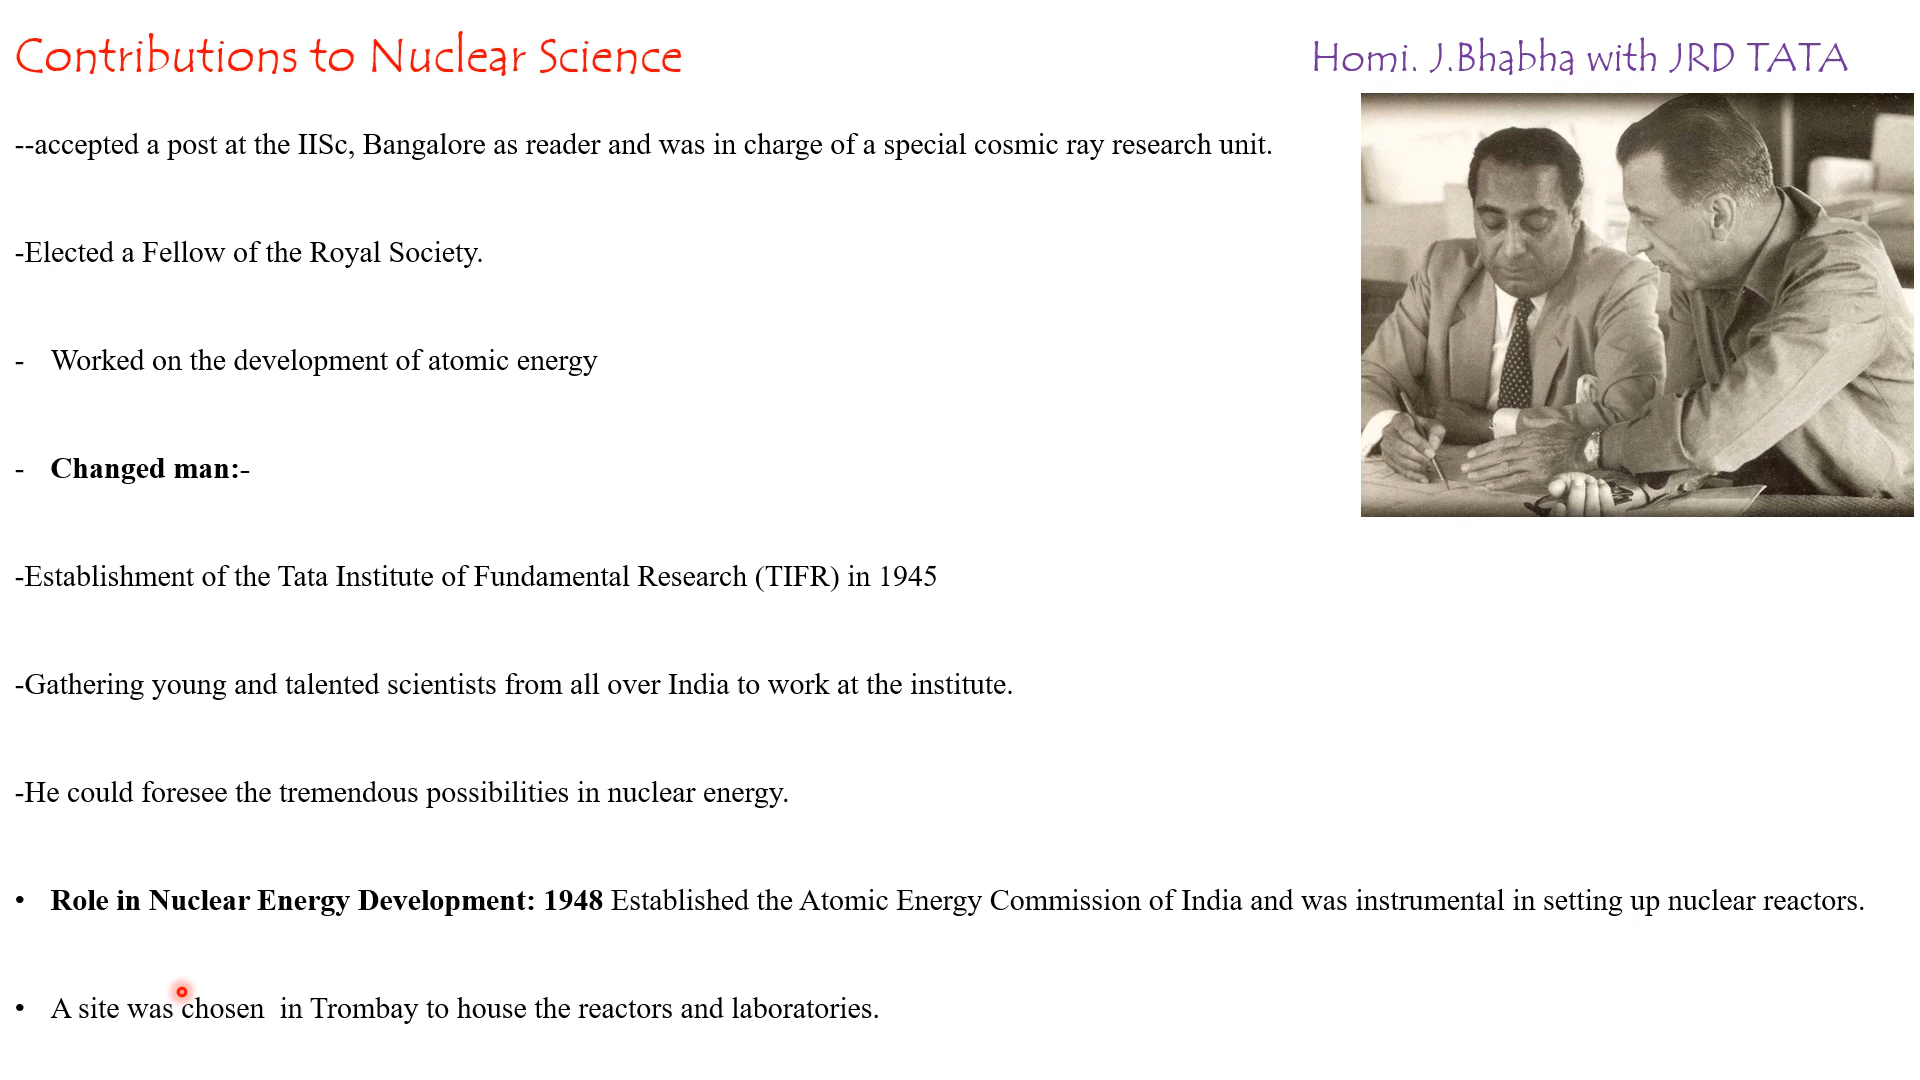 Contributions to Nuclear Science
Homi. J.Bhabha with JRD TATA
--accepted a post at the IISc, Bangalore as reader and was in charge of a special cosmic ray research unit.
-Elected a Fellow of the Royal Society.
- Worked on the development of atomic energy
- Changed man:-
-Establishment of the Tata Institute of Fundamental Research (TIFR) in 1945
-Gathering young and talented scientists from all over India to work at the institute.
-He could foresee the tremendous possibilities in nuclear energy.
• Role in Nuclear Energy Development: 1948 Established the Atomic Energy Commission of India and was instrumental in setting up nuclear reactors.
• A site was chosen  in Trombay to house the reactors and laboratories.